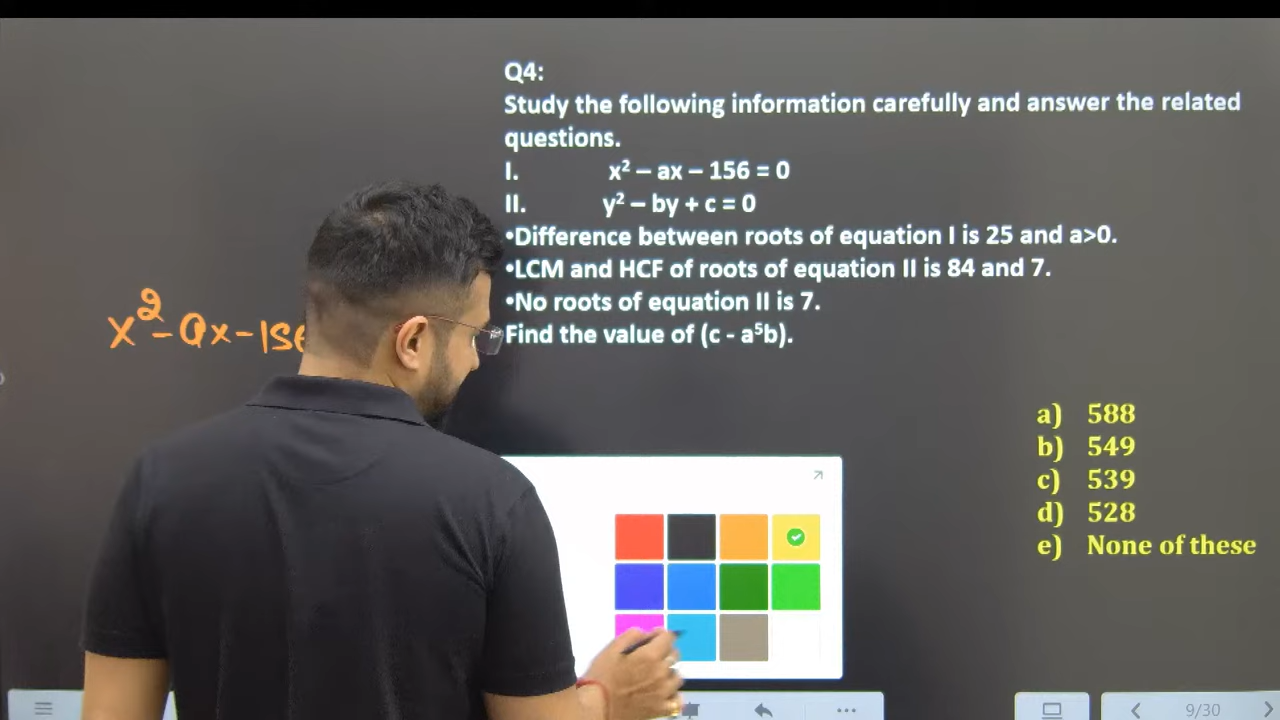 Q4:
Study the following information carefully and answer the related
questions.
I. x² – ax – 156 = 0
II. y² – by + c = 0
•Difference between roots of equation I is 25 and a>0.
•LCM and HCF of roots of equation II is 84 and 7.
•No roots of equation II is 7.
Find the value of (c - a⁵b).
x² - ax - 156
a) 588
b) 549
c) 539
d) 528
e) None of these
9/30